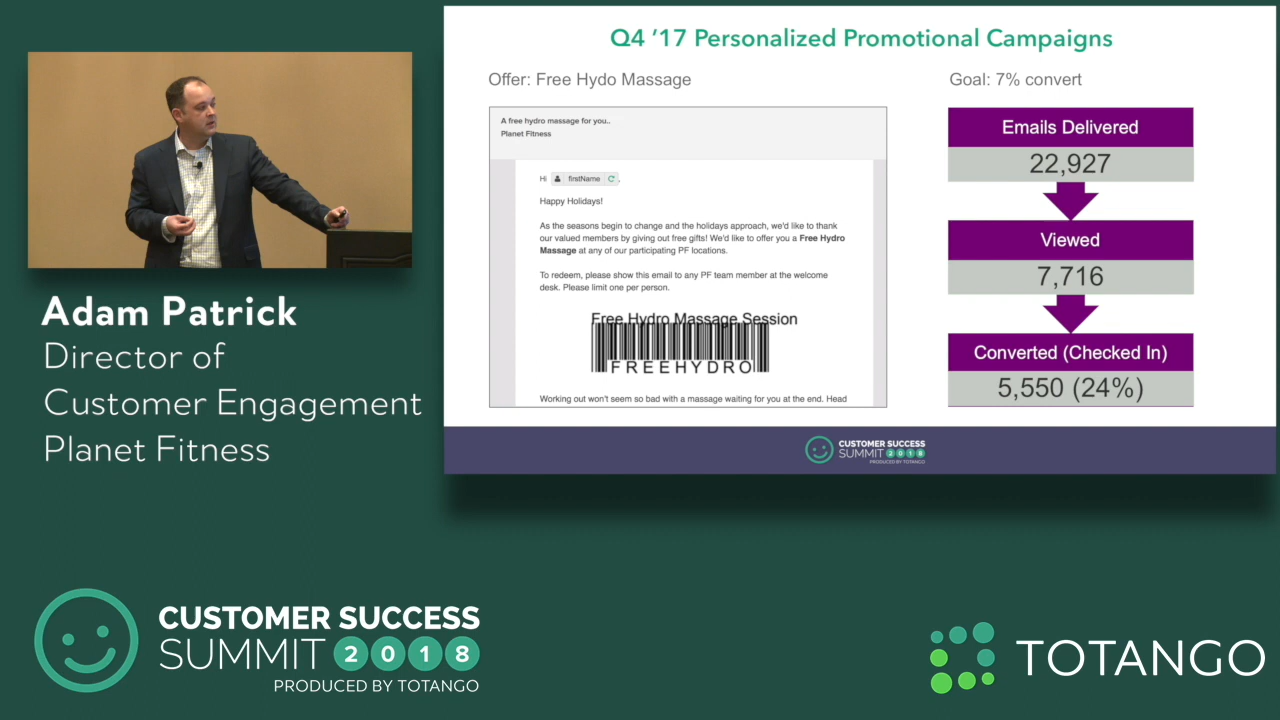 Q4 '17 Personalized Promotional Campaigns
Offer: Free Hydo Massage
Goal: 7% convert
A free hydro massage for you..
Planet Fitness
Hi firstName ,
Happy Holidays!
As the seasons begin to change and the holidays approach, we'd like to thank
our valued members by giving out free gifts! We'd like to offer you a Free Hydro
Massage at any of our participating PF locations.
To redeem, please show this email to any PF team member at the welcome
desk. Please limit one per person.
Free Hydro Massage Session
FREEHYDRO
Working out won't seem so bad with a massage waiting for you at the end. Head
Emails Delivered
22,927
Viewed
7,716
Converted (Checked In)
5,550 (24%)
CUSTOMER SUCCESS
SUMMIT 2018
PRODUCED BY TOTANGO
Adam Patrick
Director of
Customer Engagement
Planet Fitness
CUSTOMER SUCCESS
SUMMIT 2018
PRODUCED BY TOTANGO
TOTANGO